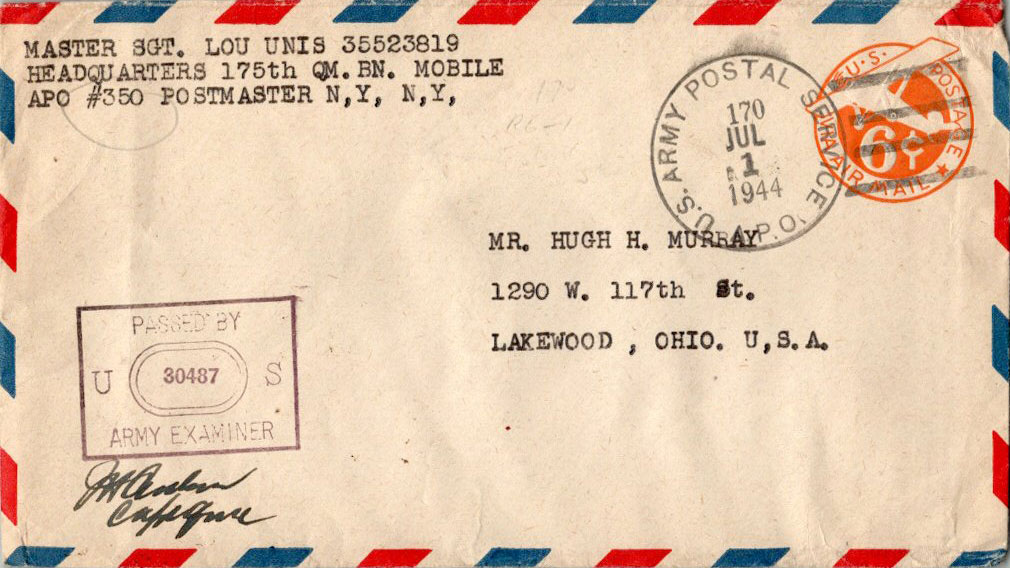 MASTER SGT. LOU UNIS 35523819
HEADQUARTERS 175th QM. BN. MOBILE
APO #350 POSTMASTER N,Y, N,Y,
U.S. ARMY POSTAL SERVICE
A.P.O.
170
JUL
1
1944
U.S. POSTAGE
6¢
VIA AIR MAIL
MR. HUGH H. MURRAY
1290 W. 117th St.
LAKEWOOD , OHIO. U,S.A.
PASSED BY
U 30487 S
ARMY EXAMINER